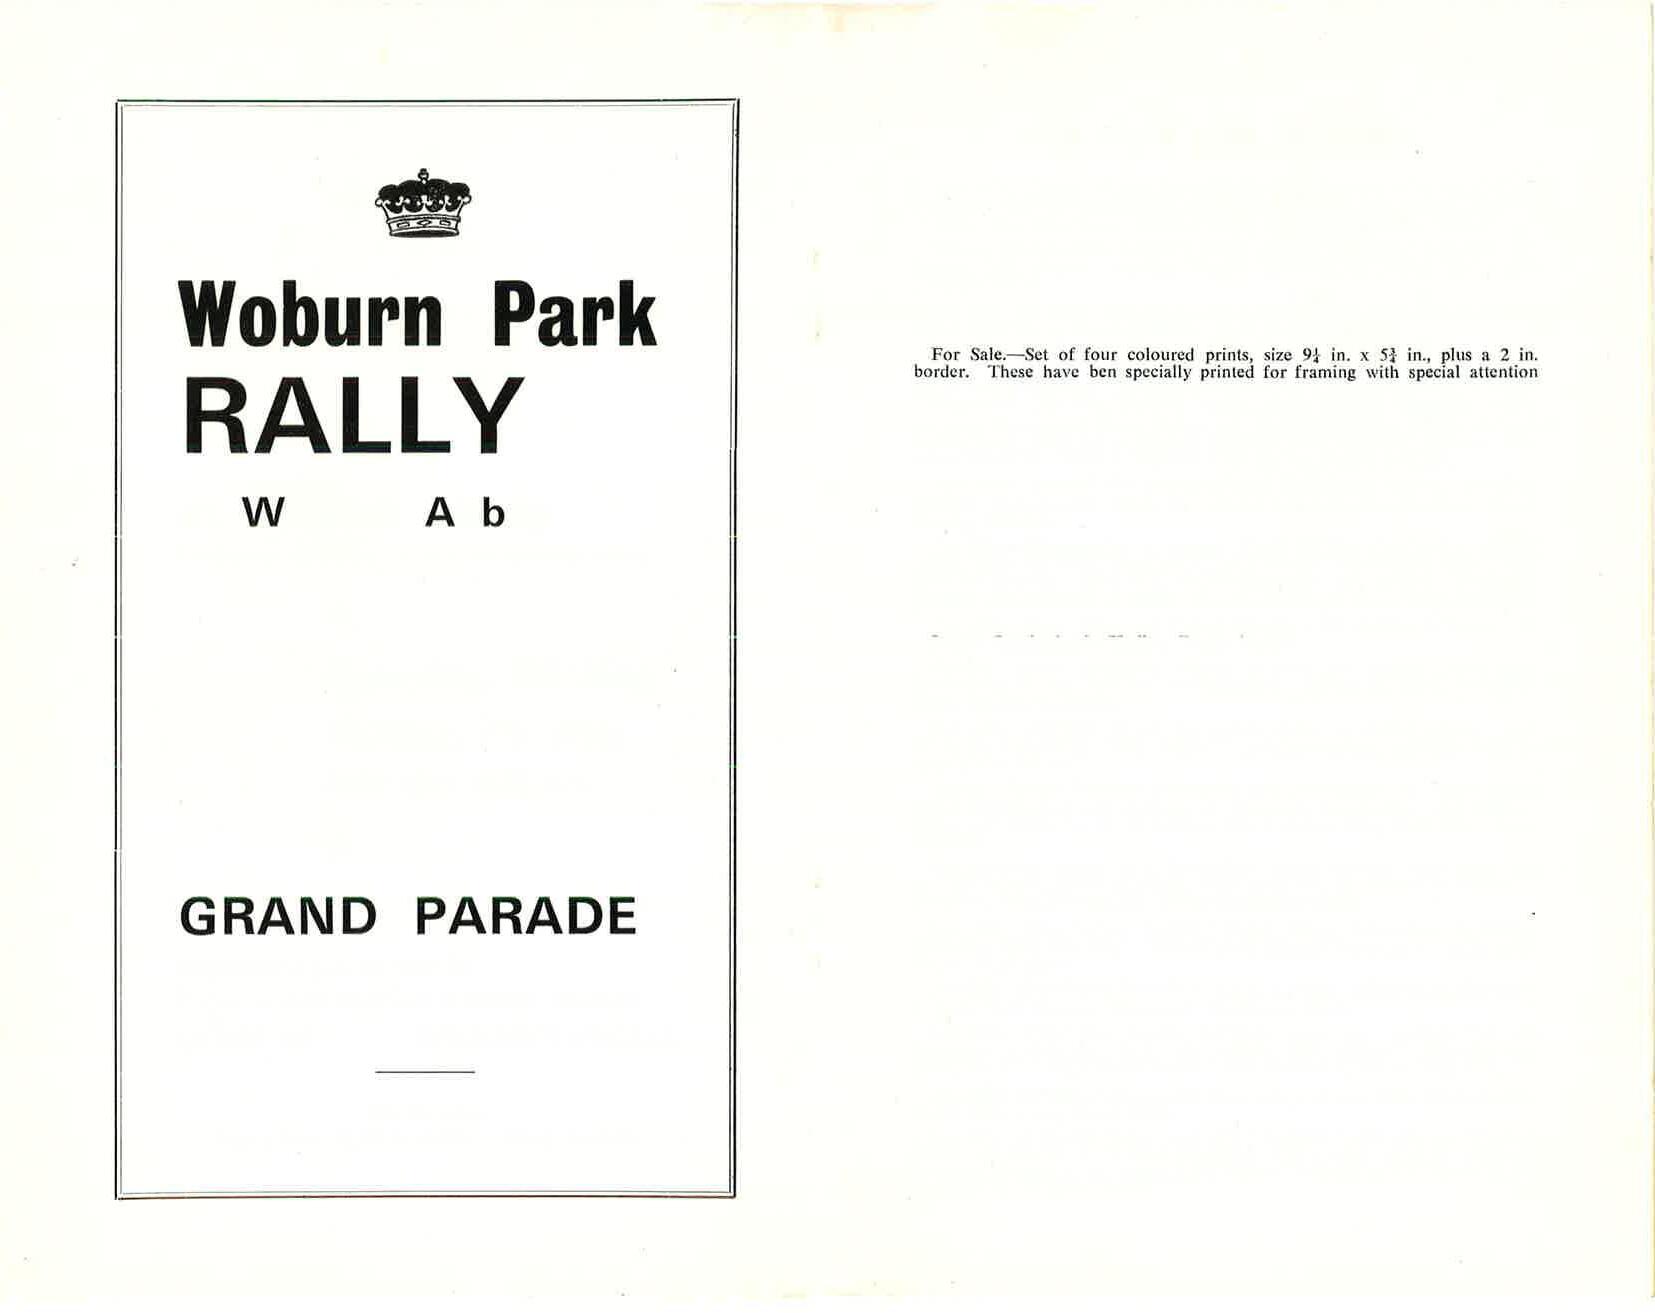 Woburn Park
RALLY
W A b
GRAND PARADE
For Sale.—Set of four coloured prints, size 9¼ in. x 5¾ in., plus a 2 in.
border. These have ben specially printed for framing with special attention